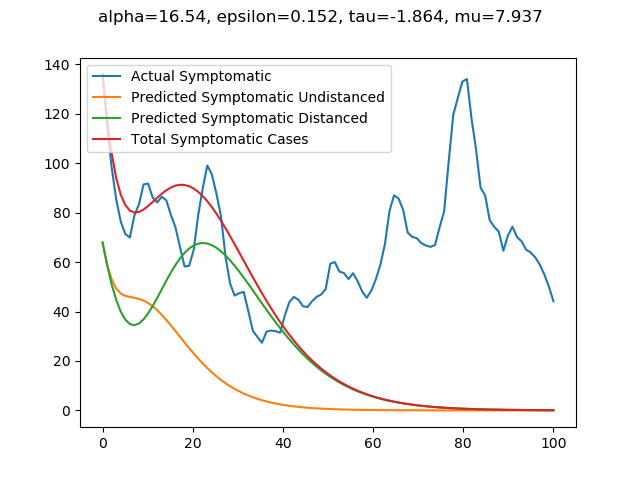 alpha=16.54, epsilon=0.152, tau=-1.864, mu=7.937
140
120
100
80
60
40
20
0
Actual Symptomatic
Predicted Symptomatic Undistanced
Predicted Symptomatic Distanced
Total Symptomatic Cases
0 20 40 60 80 100